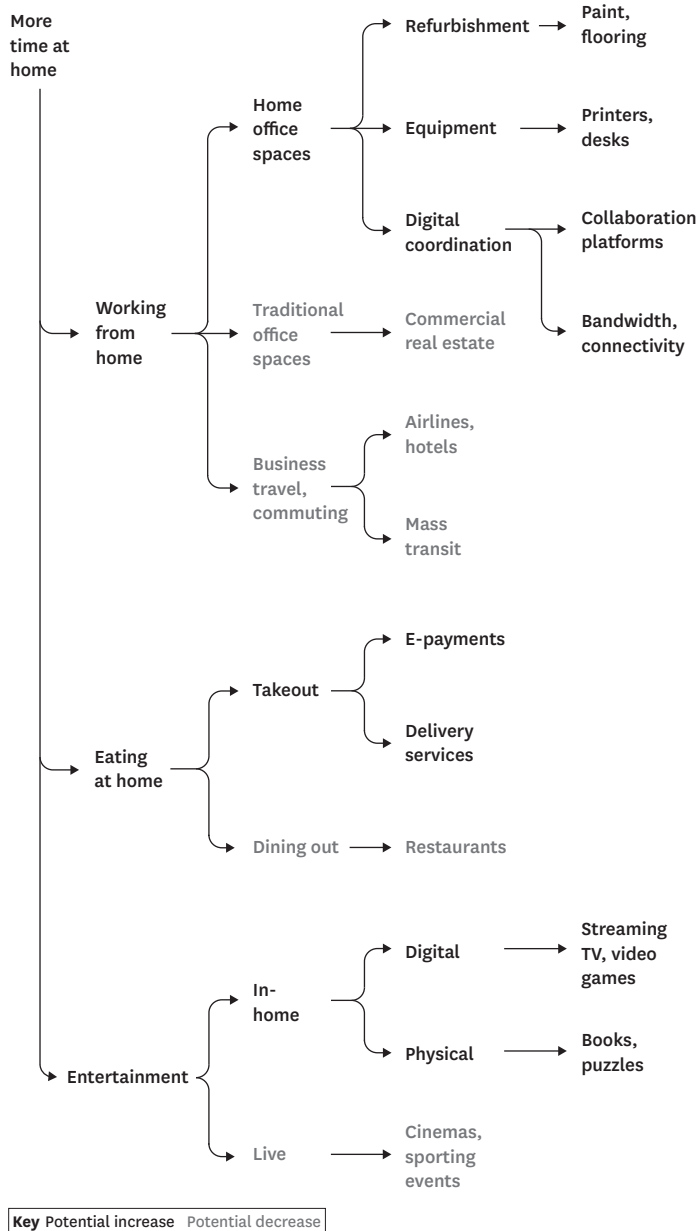 More
time at
home
Working
from
home
Home
office
spaces
Refurbishment
Paint,
flooring
Equipment
Printers,
desks
Digital
coordination
Collaboration
platforms
Bandwidth,
connectivity
Traditional
office
spaces
Commercial
real estate
Business
travel,
commuting
Airlines,
hotels
Mass
transit
Eating
at home
Takeout
E-payments
Delivery
services
Dining out
Restaurants
Entertainment
In-
home
Digital
Streaming
TV, video
games
Physical
Books,
puzzles
Live
Cinemas,
sporting
events
Key Potential increase Potential decrease